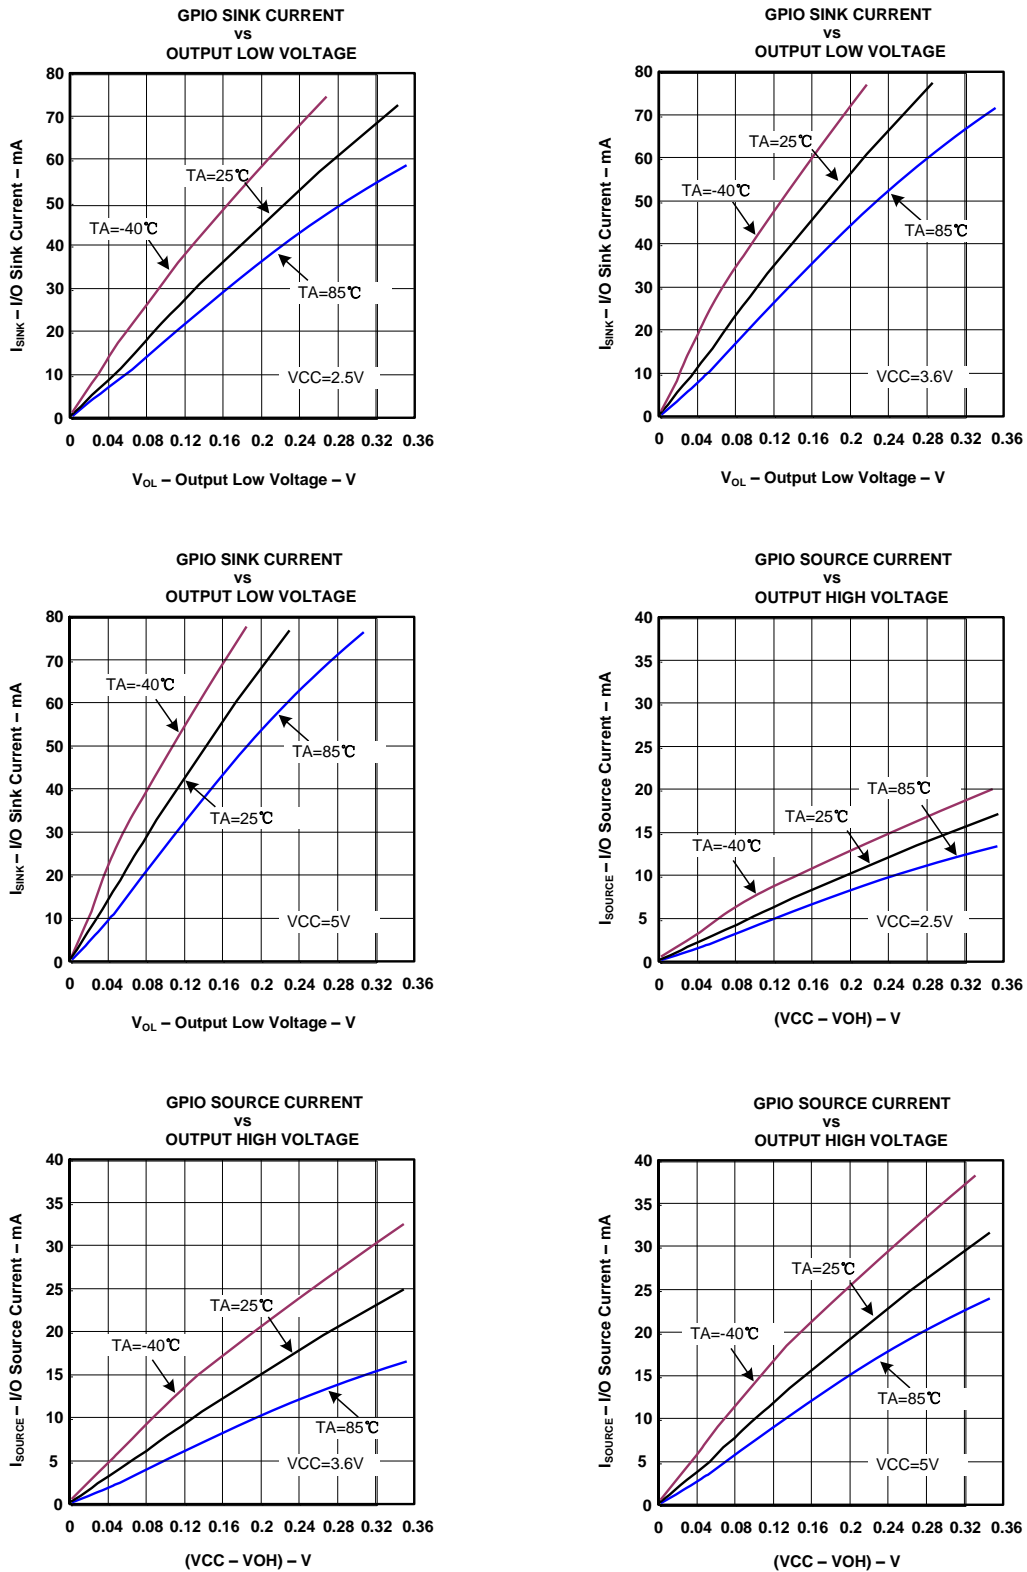 GPIO SINK CURRENT
vs
OUTPUT LOW VOLTAGE
ISINK – I/O Sink Current – mA
80
70
60
50
40
30
20
10
0
TA=25℃
TA=-40℃
TA=85℃
VCC=2.5V
0 0.04 0.08 0.12 0.16 0.2 0.24 0.28 0.32 0.36
VOL – Output Low Voltage – V
GPIO SINK CURRENT
vs
OUTPUT LOW VOLTAGE
ISINK – I/O Sink Current – mA
80
70
60
50
40
30
20
10
0
TA=25℃
TA=-40℃
TA=85℃
VCC=3.6V
0 0.04 0.08 0.12 0.16 0.2 0.24 0.28 0.32 0.36
VOL – Output Low Voltage – V
GPIO SINK CURRENT
vs
OUTPUT LOW VOLTAGE
ISINK – I/O Sink Current – mA
80
70
60
50
40
30
20
10
0
TA=-40℃
TA=85℃
TA=25℃
VCC=5V
0 0.04 0.08 0.12 0.16 0.2 0.24 0.28 0.32 0.36
VOL – Output Low Voltage – V
GPIO SOURCE CURRENT
vs
OUTPUT HIGH VOLTAGE
ISOURCE – I/O Source Current – mA
40
35
30
25
20
15
10
5
0
TA=85℃
TA=25℃
TA=-40℃
VCC=2.5V
0 0.04 0.08 0.12 0.16 0.2 0.24 0.28 0.32 0.36
(VCC – VOH) – V
GPIO SOURCE CURRENT
vs
OUTPUT HIGH VOLTAGE
ISOURCE – I/O Source Current – mA
40
35
30
25
20
15
10
5
0
TA=25℃
TA=-40℃
TA=85℃
VCC=3.6V
0 0.04 0.08 0.12 0.16 0.2 0.24 0.28 0.32 0.36
(VCC – VOH) – V
GPIO SOURCE CURRENT
vs
OUTPUT HIGH VOLTAGE
ISOURCE – I/O Source Current – mA
40
35
30
25
20
15
10
5
0
TA=25℃
TA=-40℃
TA=85℃
VCC=5V
0 0.04 0.08 0.12 0.16 0.2 0.24 0.28 0.32 0.36
(VCC – VOH) – V